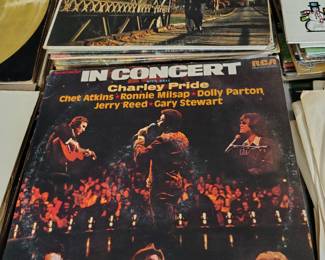 IN CONCERT
RCA
Charley Pride
Chet Atkins • Ronnie Milsap • Dolly Parton
Jerry Reed • Gary Stewart